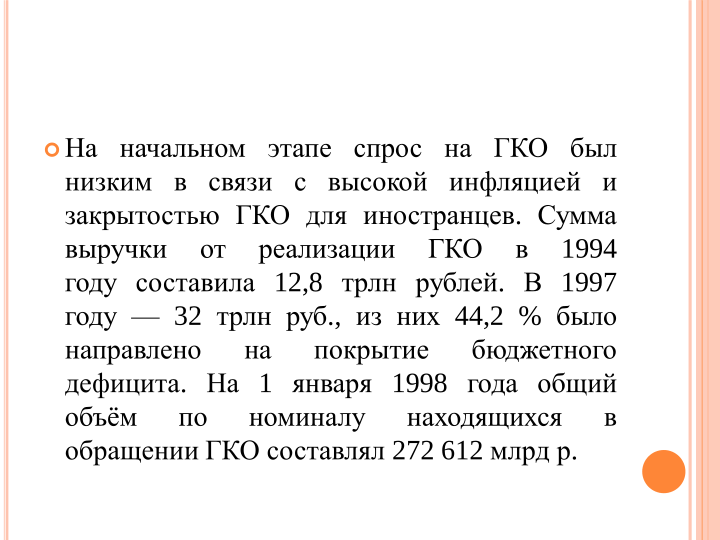 На начальном этапе спрос на ГКО был
низким в связи с высокой инфляцией и
закрытостью ГКО для иностранцев. Сумма
выручки от реализации ГКО в 1994
году составила 12,8 трлн рублей. В 1997
году — 32 трлн руб., из них 44,2 % было
направлено на покрытие бюджетного
дефицита. На 1 января 1998 года общий
объём по номиналу находящихся в
обращении ГКО составлял 272 612 млрд р.